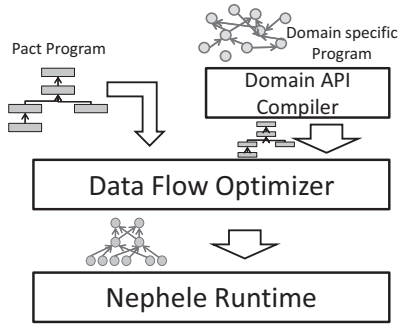 Pact Program
Domain specific
Program
Domain API
Compiler
Data Flow Optimizer
Nephele Runtime